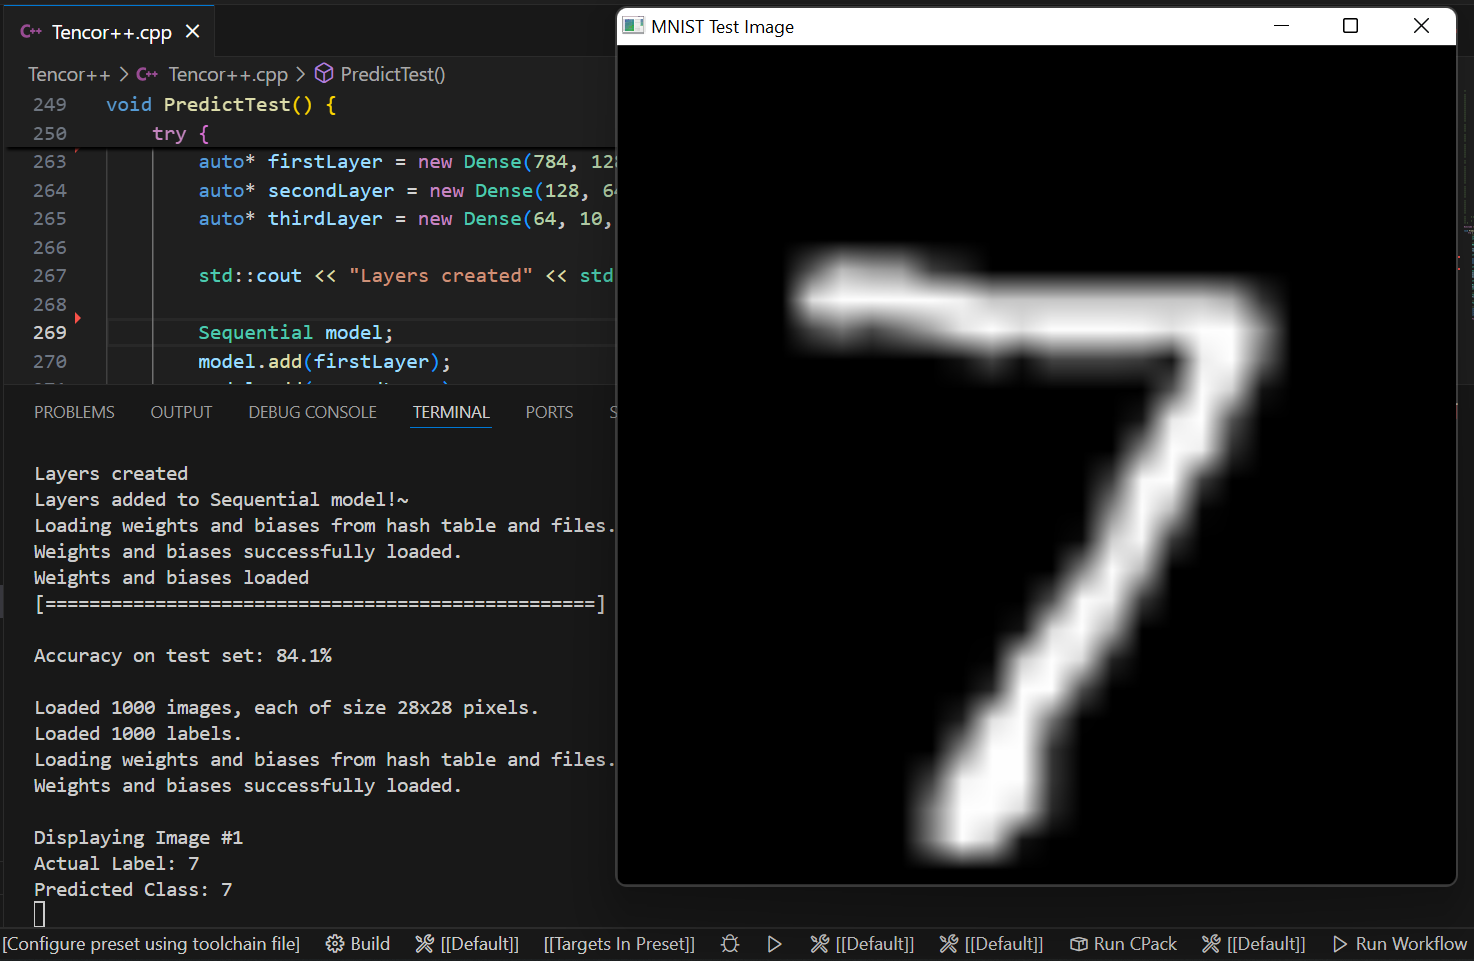 Tencor++.cpp
Tencor++ > Tencor++.cpp > PredictTest()
249 void PredictTest() {
250 try {
263 auto* firstLayer = new Dense(784, 128
264 auto* secondLayer = new Dense(128, 64
265 auto* thirdLayer = new Dense(64, 10,
266
267 std::cout << "Layers created" << std
268
269 Sequential model;
270 model.add(firstLayer);
PROBLEMS OUTPUT DEBUG CONSOLE TERMINAL PORTS
Layers created
Layers added to Sequential model!~
Loading weights and biases from hash table and files.
Weights and biases successfully loaded.
Weights and biases loaded
[==================================================]
Accuracy on test set: 84.1%
Loaded 1000 images, each of size 28x28 pixels.
Loaded 1000 labels.
Loading weights and biases from hash table and files.
Weights and biases successfully loaded.
Displaying Image #1
Actual Label: 7
Predicted Class: 7
MNIST Test Image
7
[Configure preset using toolchain file] Build [[Default]] [[Targets In Preset]] [[Default]] [[Default]] Run CPack [[Default]] Run Workflow